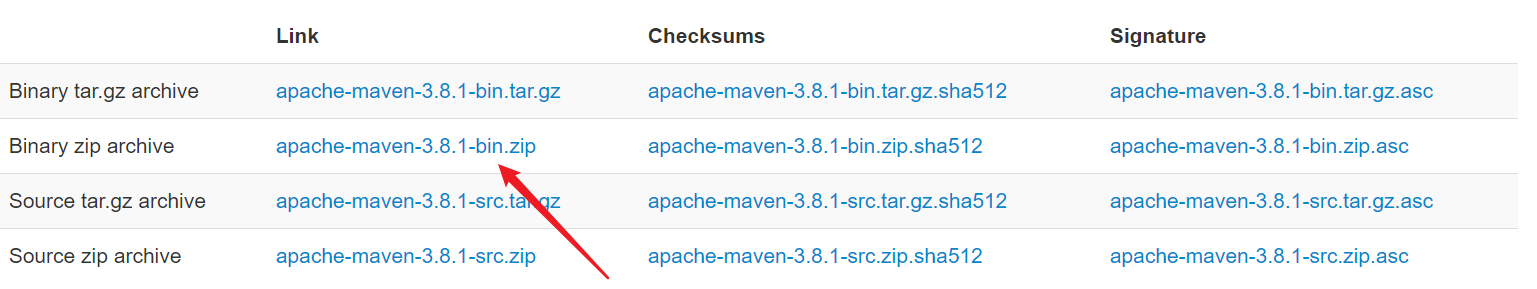 Link Checksums Signature
Binary tar.gz archive apache-maven-3.8.1-bin.tar.gz apache-maven-3.8.1-bin.tar.gz.sha512 apache-maven-3.8.1-bin.tar.gz.asc
Binary zip archive apache-maven-3.8.1-bin.zip apache-maven-3.8.1-bin.zip.sha512 apache-maven-3.8.1-bin.zip.asc
Source tar.gz archive apache-maven-3.8.1-src.tar.gz apache-maven-3.8.1-src.tar.gz.sha512 apache-maven-3.8.1-src.tar.gz.asc
Source zip archive apache-maven-3.8.1-src.zip apache-maven-3.8.1-src.zip.sha512 apache-maven-3.8.1-src.zip.asc